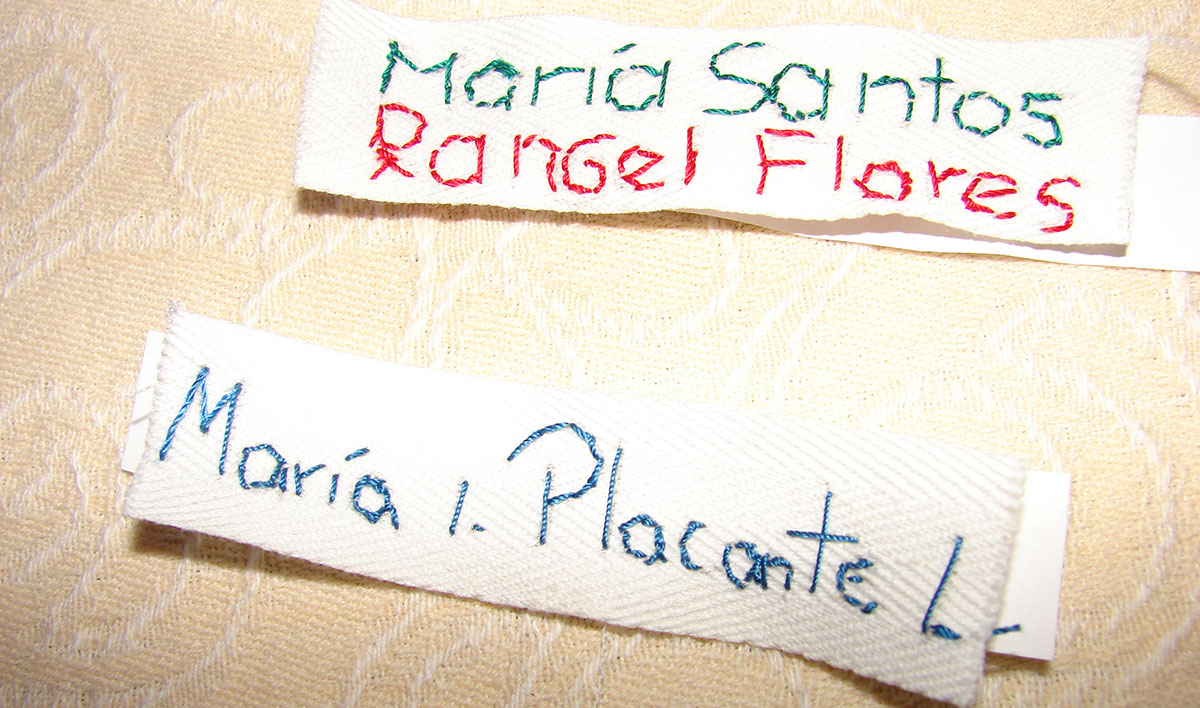 María Santos
Rangel Flores
María I. Placante L.